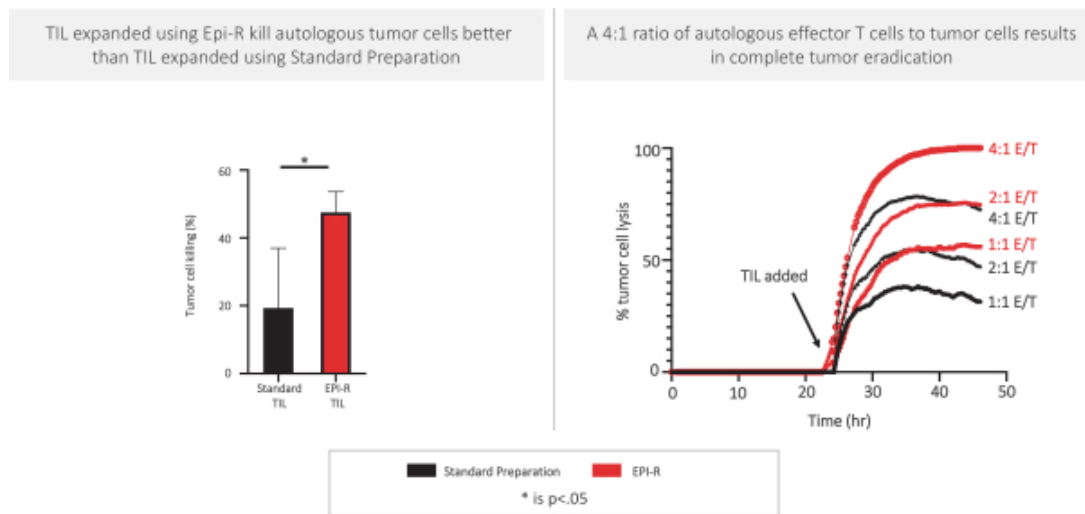 TIL expanded using Epi-R kill autologous tumor cells better
than TIL expanded using Standard Preparation
*
60
40
20
0
Tumor cell killing (%)
Standard
TIL
EPI-R
TIL
A 4:1 ratio of autologous effector T cells to tumor cells results
in complete tumor eradication
100
50
0
% tumor cell lysis
TIL added
4:1 E/T
2:1 E/T
4:1 E/T
1:1 E/T
2:1 E/T
1:1 E/T
0 10 20 30 40 50
Time (hr)
Standard Preparation EPI-R
* is p<.05